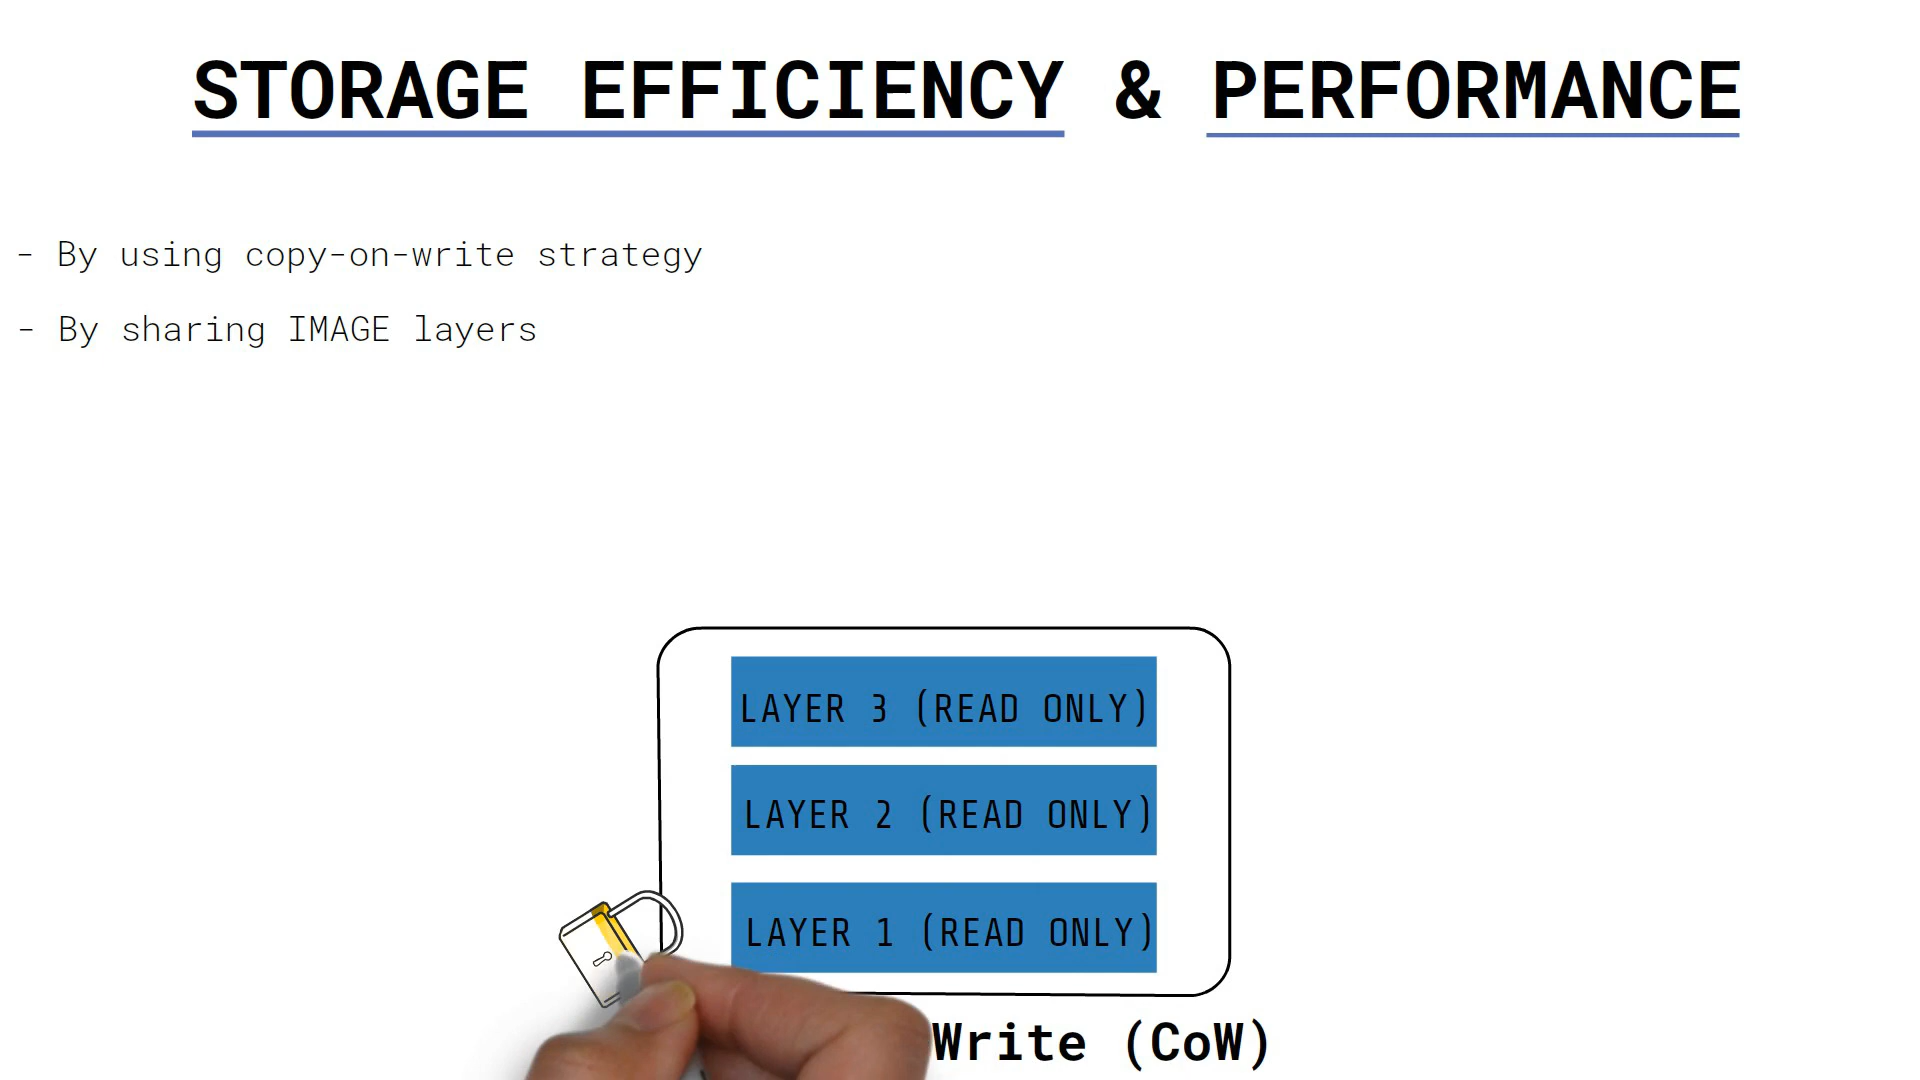 STORAGE EFFICIENCY & PERFORMANCE
- By using copy-on-write strategy
- By sharing IMAGE layers
LAYER 3 (READ ONLY)
LAYER 2 (READ ONLY)
LAYER 1 (READ ONLY)
Write (CoW)